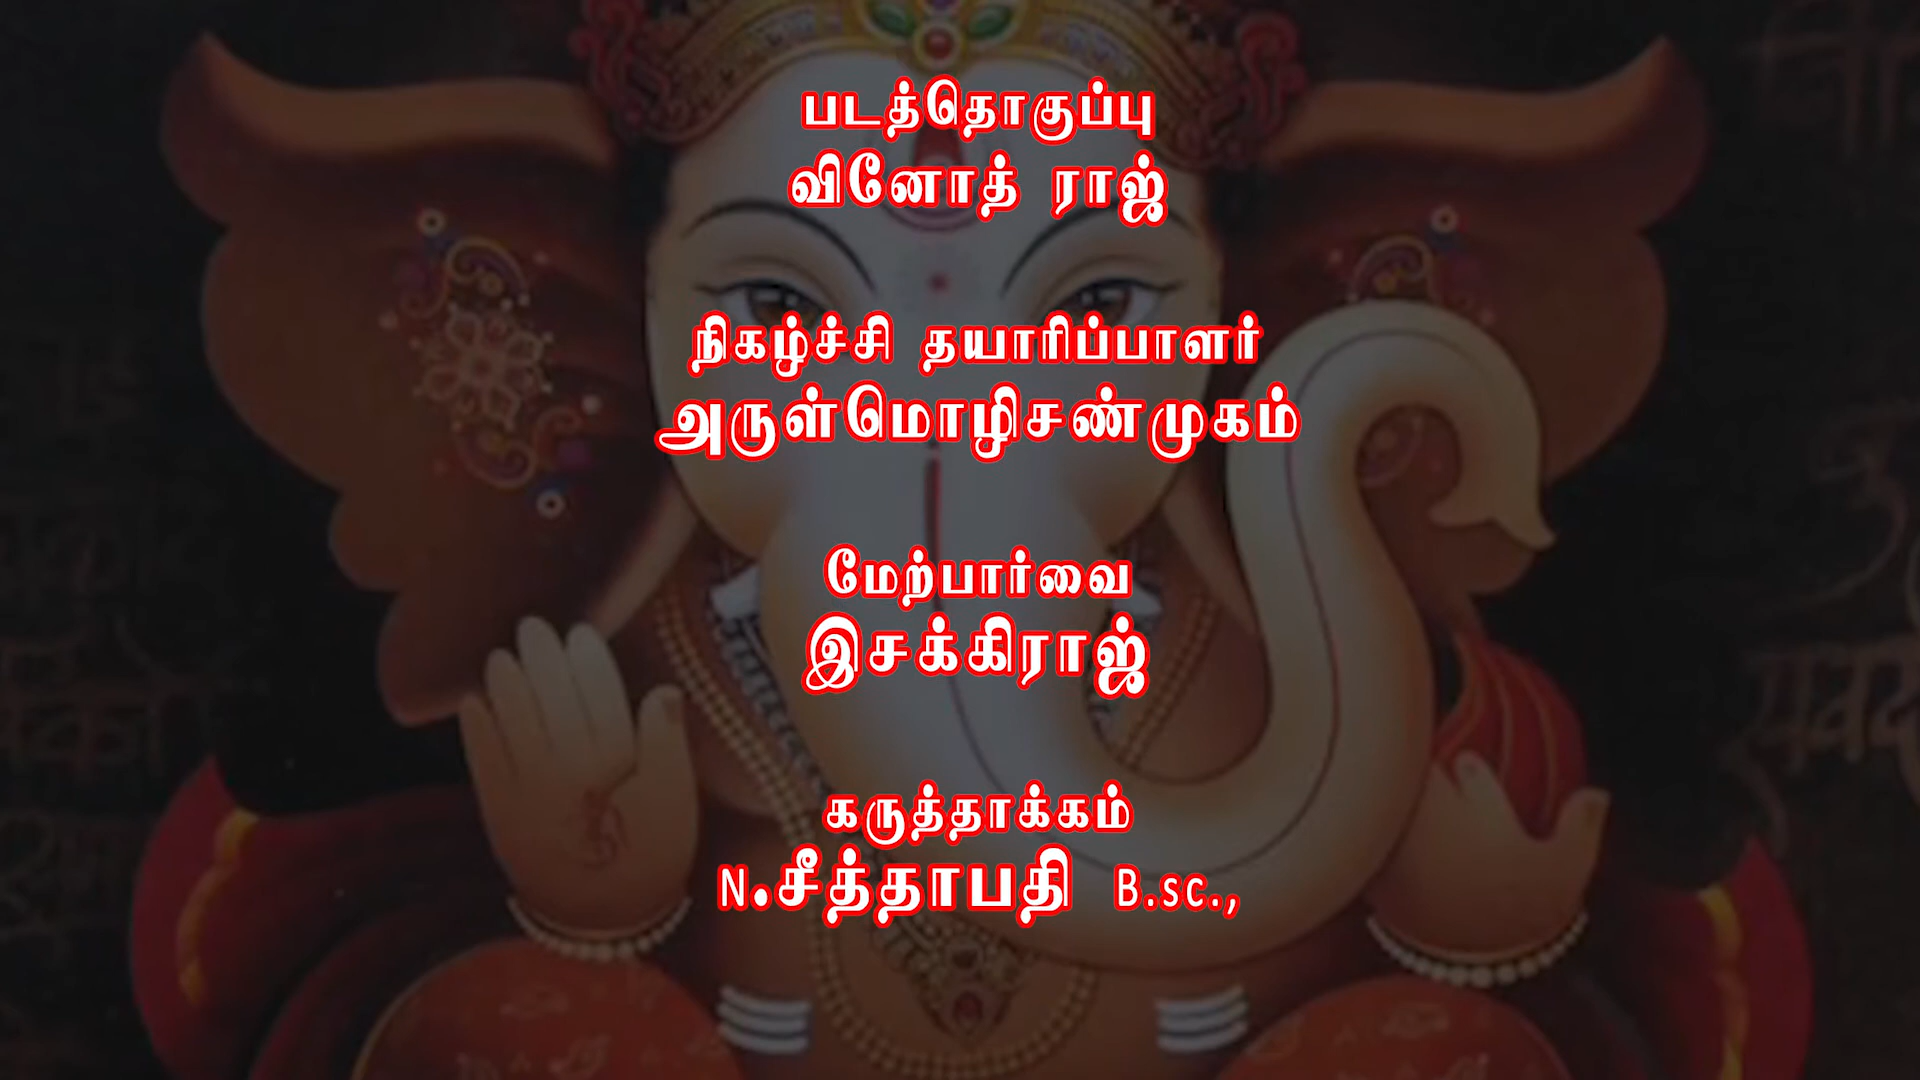 படத்தொகுப்பு
வினோத் ராஜ்
நிகழ்ச்சி தயாரிப்பாளர்
அருள்மொழிசண்முகம்
மேற்பார்வை
இசக்கிராஜ்
கருத்தாக்கம்
N.சீத்தாபதி B.sc.,